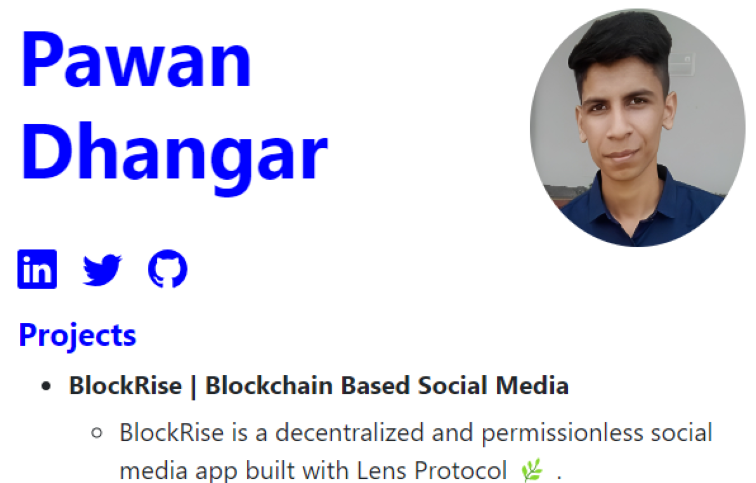 Pawan
Dhangar
in
Projects
• BlockRise | Blockchain Based Social Media
◦ BlockRise is a decentralized and permissionless social
media app built with Lens Protocol 🌿 .